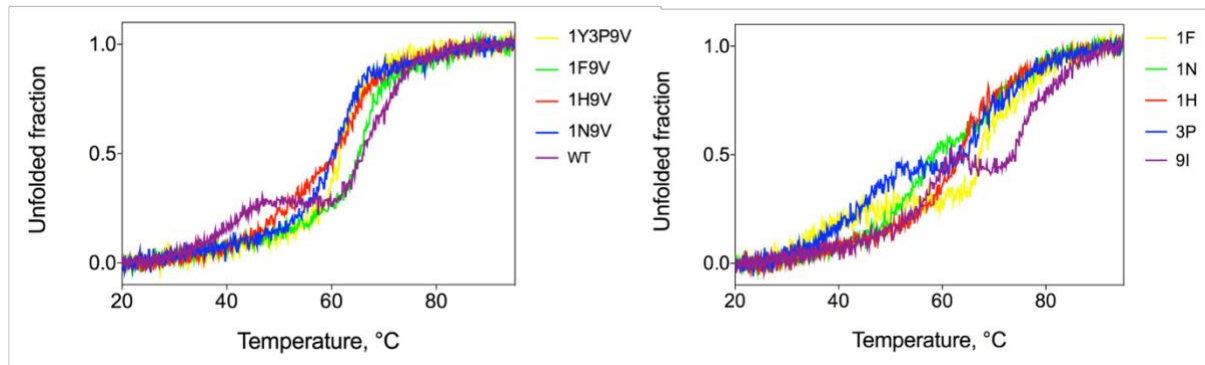 Unfolded fraction
1.0
0.5
0.0
20
40
60
80
Temperature, °C
1Y3P9V
1F9V
1H9V
1N9V
WT
Unfolded fraction
1.0
0.5
0.0
20
40
60
80
Temperature, °C
1F
1N
1H
3P
9I